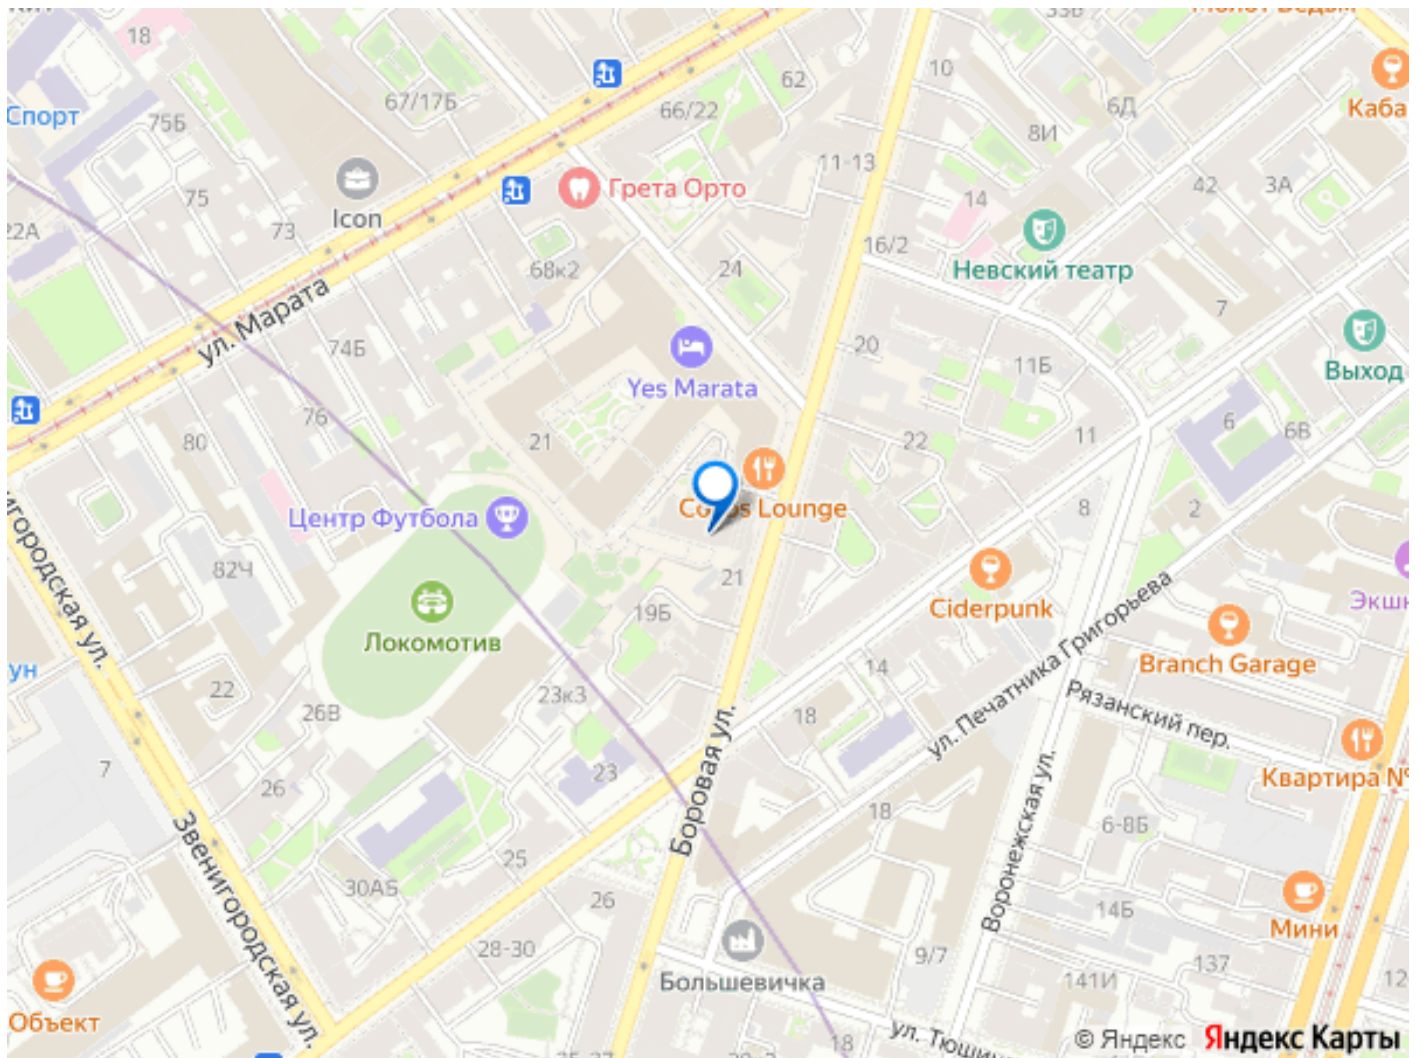 18
33Б
10
62
67/17Б
66/22
6Д
Каба
Спорт
75Б
8И
11-13
Icon
Грета Орто
75
14
42
3А
22А
73
16/2
Невский театр
68к2
24
ул. Марата
7
74Б
20
11Б
Выход
Yes Marata
76
80
21
22
11
6
6В
Центр Футбола
Lounge
8
2
82Ч
21
Ciderpunk
19Б
Локомотив
Branch Garage
14
22
26В
23к3
18
ул. Печатника Григорьева
Рязанский пер.
7
26
23
Боровая ул.
Квартира №
18
6-8Б
Воронежская ул.
Звенигородская ул.
25
30АБ
26
14Б
Мини
28-30
9/7
137
Большевичка
141И
12
Объект
18
© Яндекс Яндекс Карты